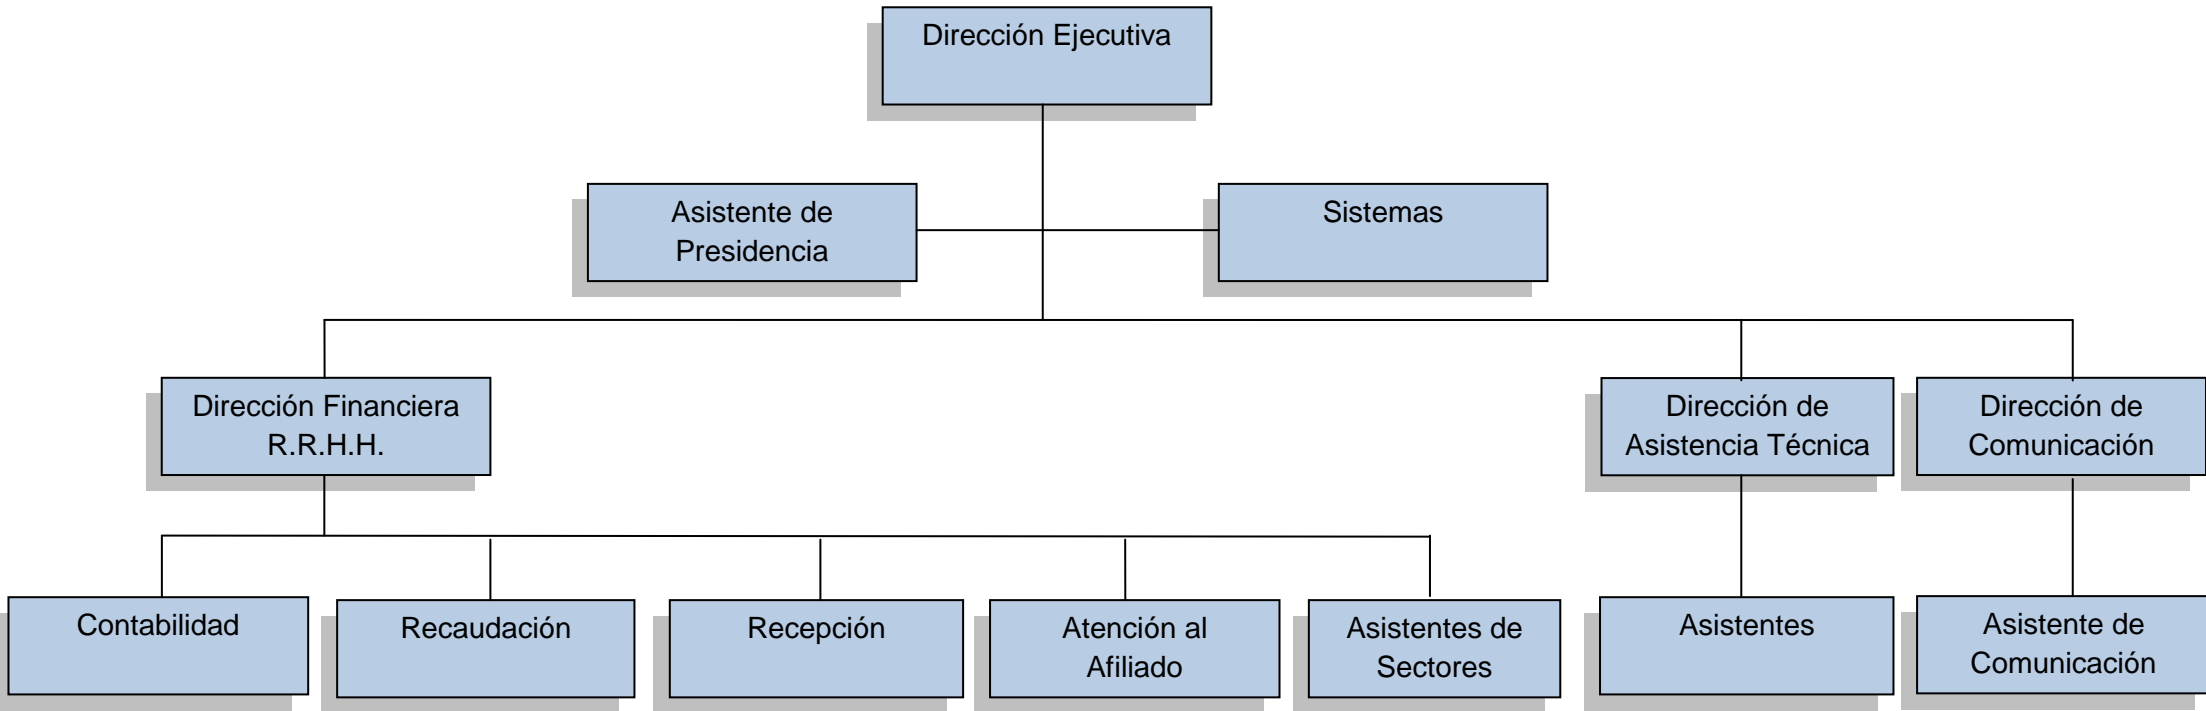 Dirección Ejecutiva
Asistente de
Presidencia
Sistemas
Dirección Financiera
R.R.H.H.
Dirección de
Asistencia Técnica
Dirección de
Comunicación
Contabilidad
Recaudación
Recepción
Atención al
Afiliado
Asistentes de
Sectores
Asistentes
Asistente de
Comunicación